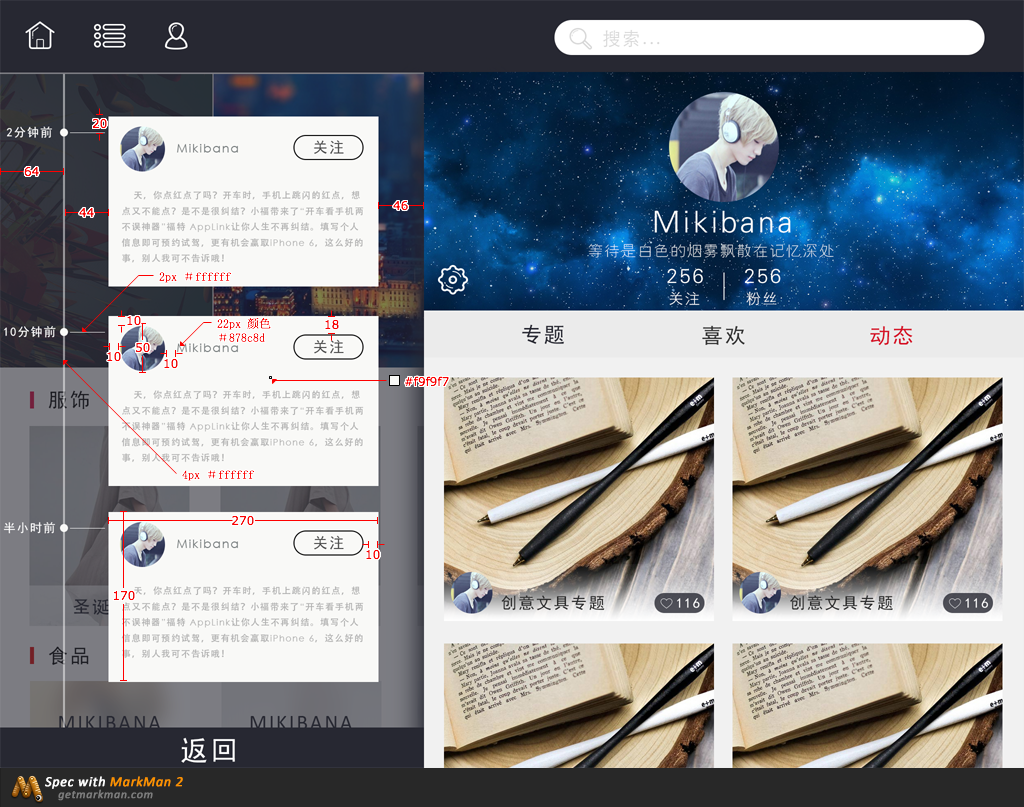 搜索...
2分钟前
20
64
44
46
Mikibana
关注
天，你点红点了吗？开车时，手机上跳闪的红点，想
点又不能点？是不是很纠结？小福带来了“开车看手机两
不误神器”福特 AppLink让你人生不再纠结。填写个人
信息即可预约试驾，更有机会赢取iPhone 6，这么好的
事，别人我可不告诉哦！
2px #ffffff
10分钟前
10
50
10
10
22px 颜色
#878c8d
18
Mikibana
关注
#f9f9f7
天，你点红点了吗？开车时，手机上跳闪的红点，想
点又不能点？是不是很纠结？小福带来了“开车看手机两
不误神器”福特 AppLink让你人生不再纠结。填写个人
信息即可预约试驾，更有机会赢取iPhone 6，这么好的
事，别人我可不告诉哦！
4px #ffffff
服饰
半小时前
270
Mikibana
关注
10
170
天，你点红点了吗？开车时，手机上跳闪的红点，想
点又不能点？是不是很纠结？小福带来了“开车看手机两
不误神器”福特 AppLink让你人生不再纠结。填写个人
信息即可预约试驾，更有机会赢取iPhone 6，这么好的
事，别人我可不告诉哦！
圣诞
食品
MIKIBANA
MIKIBANA
返回
Mikibana
等待是白色的烟雾飘散在记忆深处
256
关注
256
粉丝
专题
喜欢
动态
创意文具专题
116
创意文具专题
116
Spec with MarkMan 2
getmarkman.com